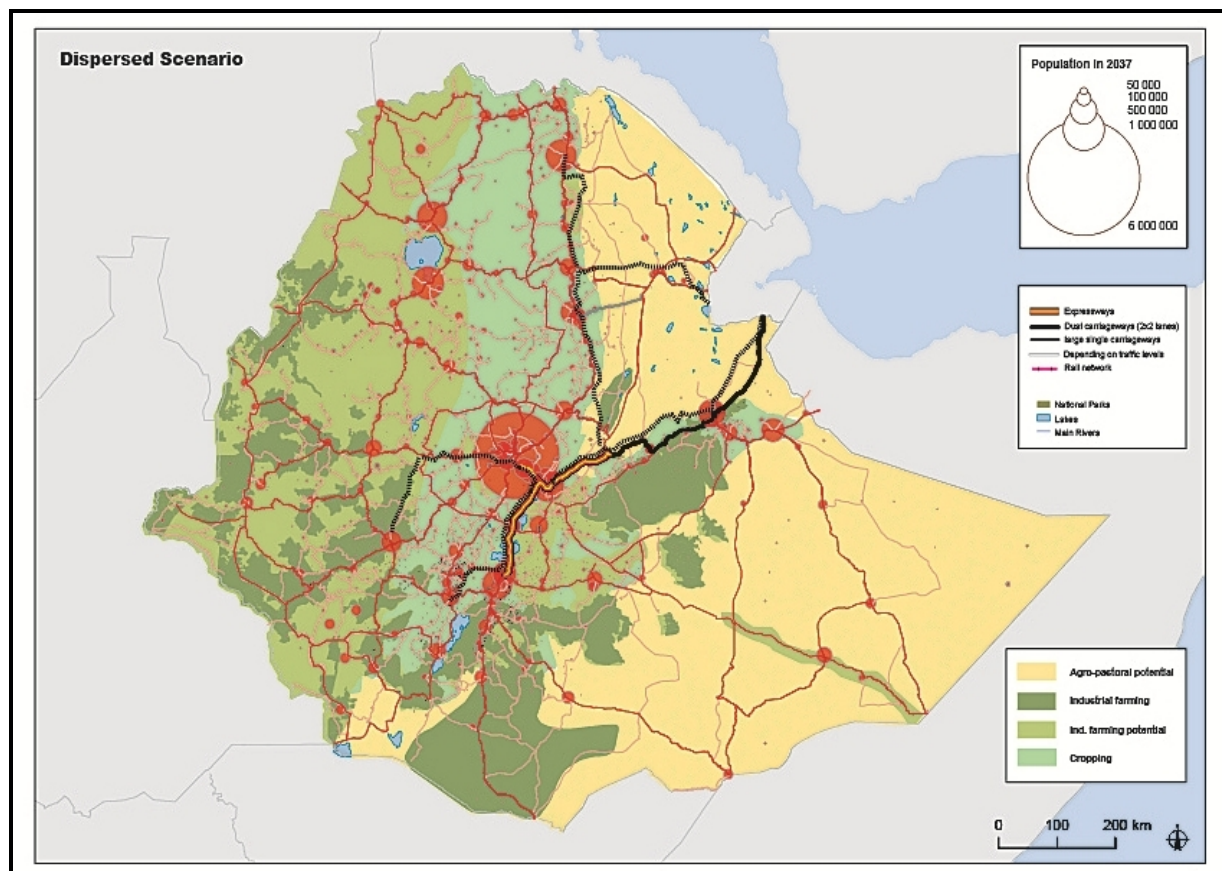 Dispersed Scenario
Population in 2037
50 000
100 000
500 000
1 000 000
6 000 000
Expressways
Dual carriageways (2x2 lanes)
large single carriageways
Depending on traffic levels
Rail network
National Parks
Lakes
Main Rivers
Agro-pastoral potential
Industrial farming
Ind. farming potential
Cropping
0 100 200 km